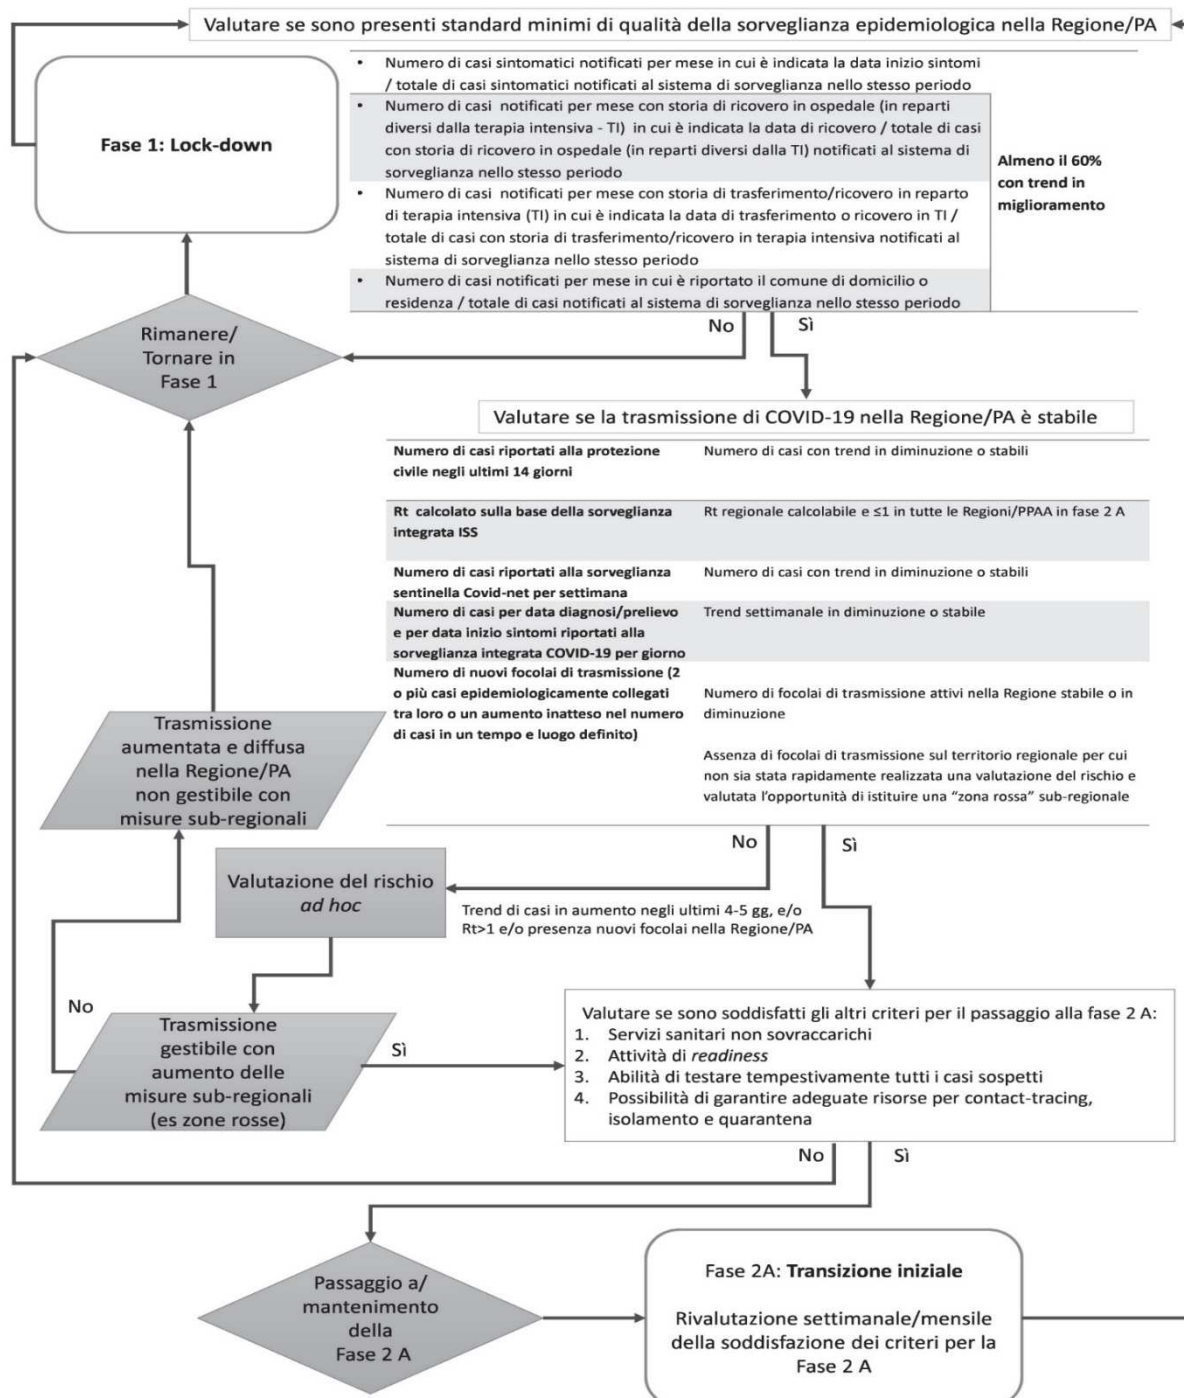 Valutare se sono presenti standard minimi di qualità della sorveglianza epidemiologica nella Regione/PA
Fase 1: Lock-down
• Numero di casi sintomatici notificati per mese in cui è indicata la data inizio sintomi
/ totale di casi sintomatici notificati al sistema di sorveglianza nello stesso periodo
• Numero di casi notificati per mese con storia di ricovero in ospedale (in reparti
diversi dalla terapia intensiva - TI) in cui è indicata la data di ricovero / totale di casi
con storia di ricovero in ospedale (in reparti diversi dalla TI) notificati al sistema di
sorveglianza nello stesso periodo
• Numero di casi notificati per mese con storia di trasferimento/ricovero in reparto
di terapia intensiva (TI) in cui è indicata la data di trasferimento o ricovero in TI /
totale di casi con storia di trasferimento/ricovero in terapia intensiva notificati al
sistema di sorveglianza nello stesso periodo
• Numero di casi notificati per mese in cui è riportato il comune di domicilio o
residenza / totale di casi notificati al sistema di sorveglianza nello stesso periodo
Almeno il 60%
con trend in
miglioramento
No
Sì
Rimanere/
Tornare in
Fase 1
Valutare se la trasmissione di COVID-19 nella Regione/PA è stabile
Numero di casi riportati alla protezione
civile negli ultimi 14 giorni
Numero di casi con trend in diminuzione o stabili
Rt calcolato sulla base della sorveglianza
integrata ISS
Rt regionale calcolabile e ≤1 in tutte le Regioni/PPAA in fase 2 A
Numero di casi riportati alla sorveglianza
sentinella Covid-net per settimana
Numero di casi con trend in diminuzione o stabili
Numero di casi per data diagnosi/prelievo
e per data inizio sintomi riportati alla
sorveglianza integrata COVID-19 per giorno
Trend settimanale in diminuzione o stabile
Numero di nuovi focolai di trasmissione (2
o più casi epidemiologicamente collegati
tra loro o un aumento inatteso nel numero
di casi in un tempo e luogo definito)
Numero di focolai di trasmissione attivi nella Regione stabile o in
diminuzione
Assenza di focolai di trasmissione sul territorio regionale per cui
non sia stata rapidamente realizzata una valutazione del rischio e
valutata l’opportunità di istituire una “zona rossa” sub-regionale
Trasmissione
aumentata e diffusa
nella Regione/PA
non gestibile con
misure sub-regionali
No
Sì
Valutazione del rischio
ad hoc
Trend di casi in aumento negli ultimi 4-5 gg, e/o
Rt>1 e/o presenza nuovi focolai nella Regione/PA
No
Trasmissione
gestibile con
aumento delle
misure sub-regionali
(es zone rosse)
Sì
Valutare se sono soddisfatti gli altri criteri per il passaggio alla fase 2 A:
1. Servizi sanitari non sovraccarichi
2. Attività di readiness
3. Abilità di testare tempestivamente tutti i casi sospetti
4. Possibilità di garantire adeguate risorse per contact-tracing,
isolamento e quarantena
No
Sì
Passaggio a/
mantenimento
della
Fase 2 A
Fase 2A: Transizione iniziale
Rivalutazione settimanale/mensile
della soddisfazione dei criteri per la
Fase 2 A